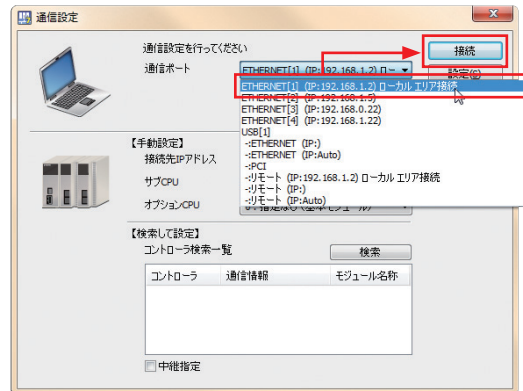 通信設定
通信設定を行ってください
接続
通信ポート
ETHERNET[1] (IP:192.168.1.2) ロー
設定(S)
ETHERNET[1] (IP:192.168.1.2) ローカル エリア接続
ETHERNET[2] (IP:192.168.1.5)
ETHERNET[3] (IP:192.168.0.22)
ETHERNET[4] (IP:192.168.1.22)
USB[1]
-:ETHERNET (IP:)
-:ETHERNET (IP:Auto)
-:PCI
-:リモート (IP:192.168.1.2) ローカル エリア接続
-:リモート (IP:)
-:リモート (IP:Auto)
【手動設定】
接続先IPアドレス
サブCPU
オプションCPU
【検索して設定】
コントローラ検索一覧
検索
コントローラ 通信情報 モジュール名称
中継指定